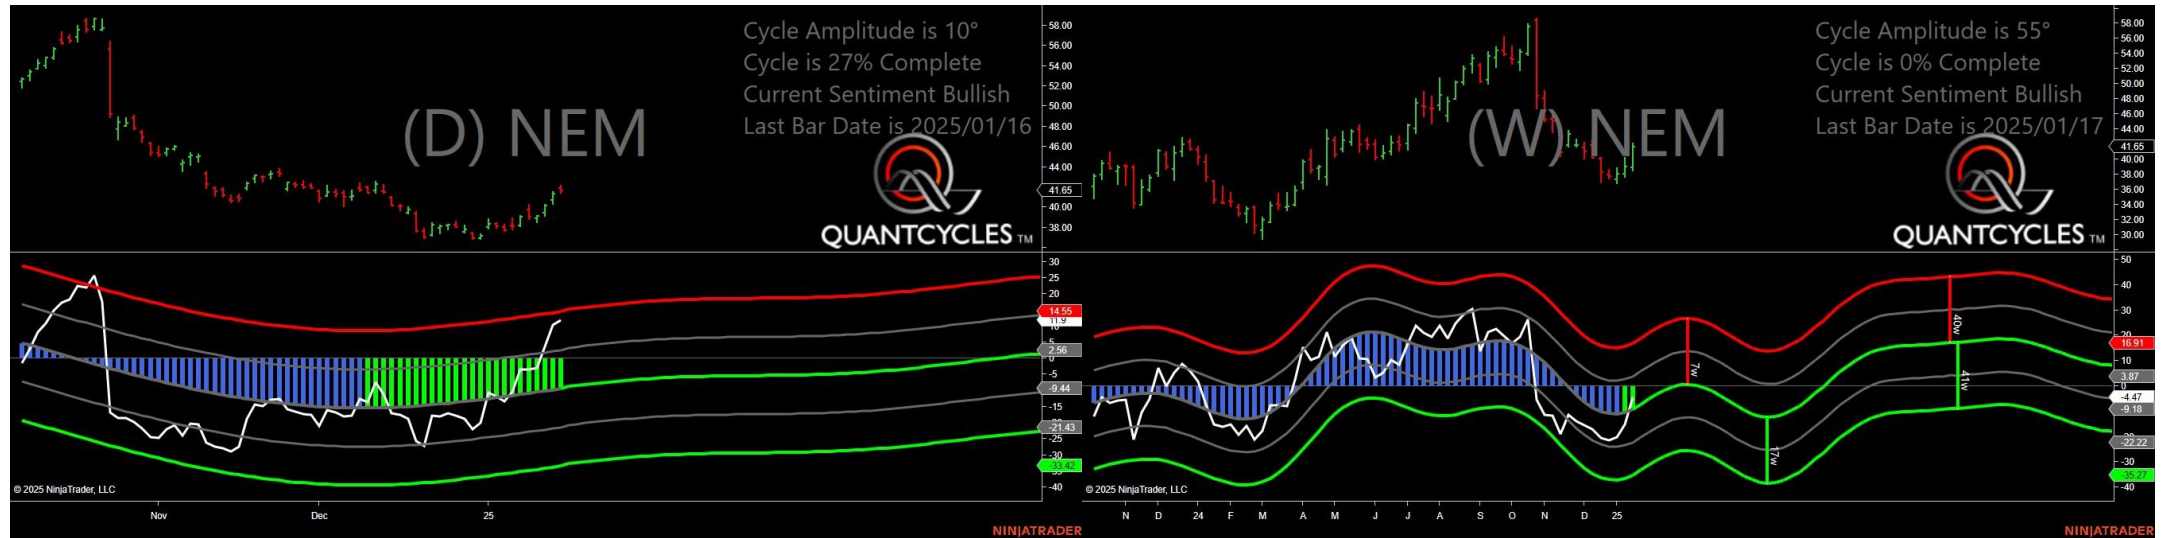 Cycle Amplitude is 10°
Cycle is 27% Complete
Current Sentiment Bullish
Last Bar Date is 2025/01/16
(D) NEM
QUANTCYCLES TM
58.00
56.00
54.00
52.00
50.00
48.00
46.00
44.00
41.65
40.00
38.00
30
25
20
14.55
11.9
10
5
2.56
0
-5
-9.44
-15
-21.43
-25
-30
-33.42
-40
© 2025 NinjaTrader, LLC
Nov
Dec
25
NINJATRADER
Cycle Amplitude is 55°
Cycle is 0% Complete
Current Sentiment Bullish
Last Bar Date is 2025/01/17
(W) NEM
QUANTCYCLES TM
58.00
56.00
54.00
52.00
50.00
48.00
46.00
44.00
41.65
40.00
38.00
36.00
34.00
32.00
30.00
50
40
30
20
16.91
10
3.87
0
-4.47
-9.18
-22.22
-30
-35.27
-40
7w
17w
40w
41w
© 2025 NinjaTrader, LLC
N D 24 F M A M J J A S O N D 25
NINJATRADER